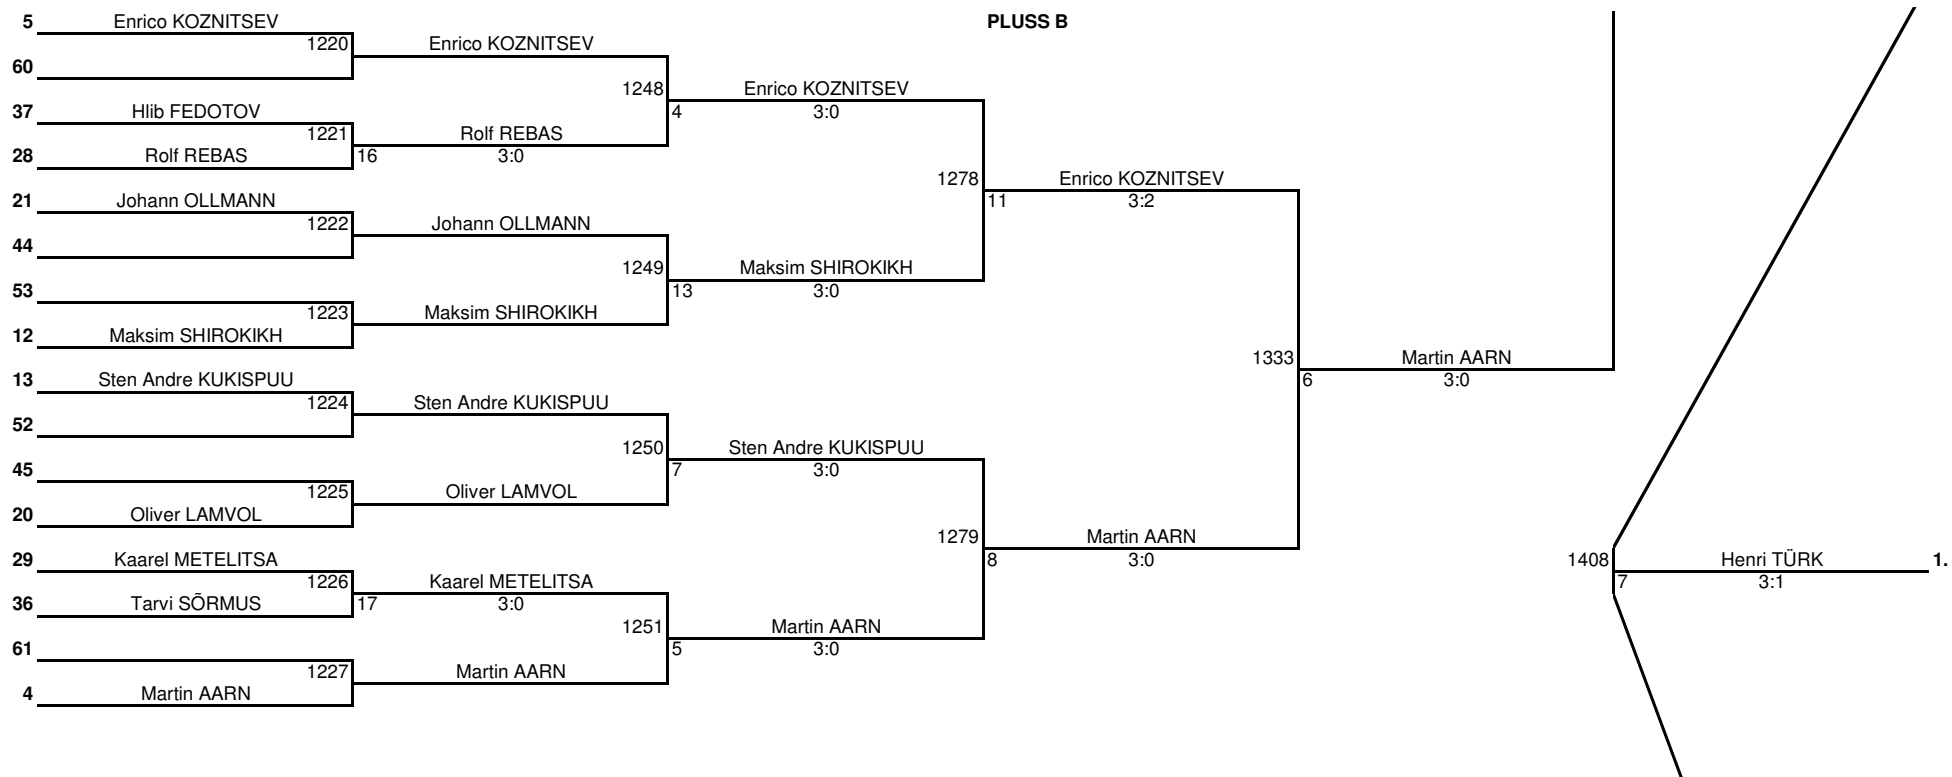 PLUSS B
5 Enrico KOZNITSEV
1220 Enrico KOZNITSEV
60
1248 Enrico KOZNITSEV
37 Hlib FEDOTOV 4 3:0
1221 Rolf REBAS
28 Rolf REBAS 16 3:0
1278 Enrico KOZNITSEV
21 Johann OLLMANN 11 3:2
1222 Johann OLLMANN
44
1249 Maksim SHIROKIKH
53 13 3:0
1223 Maksim SHIROKIKH
12 Maksim SHIROKIKH
1333 Martin AARN
13 Sten Andre KUKISPUU 6 3:0
1224 Sten Andre KUKISPUU
52
1250 Sten Andre KUKISPUU
45 7 3:0
1225 Oliver LAMVOL
20 Oliver LAMVOL
1279 Martin AARN
29 Kaarel METELITSA 8 3:0 1408 Henri TÜRK 1.
1226 Kaarel METELITSA 7 3:1
36 Tarvi SÕRMUS 17 3:0
1251 Martin AARN
61 5 3:0
1227 Martin AARN
4 Martin AARN